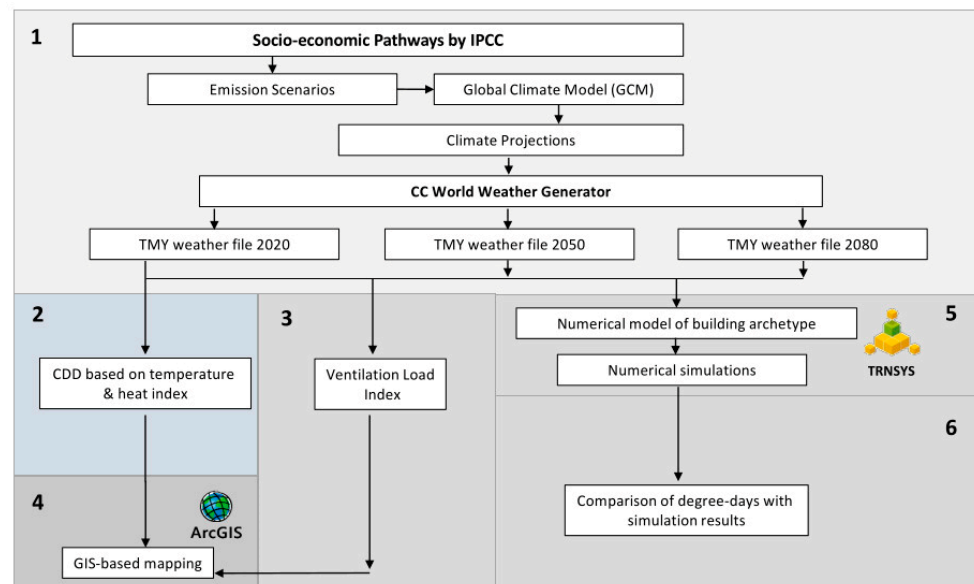 1
Socio-economic Pathways by IPCC
Emission Scenarios
Global Climate Model (GCM)
Climate Projections
CC World Weather Generator
TMY weather file 2020
TMY weather file 2050
TMY weather file 2080
2
CDD based on temperature
& heat index
3
Ventilation Load
Index
5
Numerical model of building archetype
Numerical simulations
TRNSYS
4
ArcGIS
GIS-based mapping
6
Comparison of degree-days with
simulation results